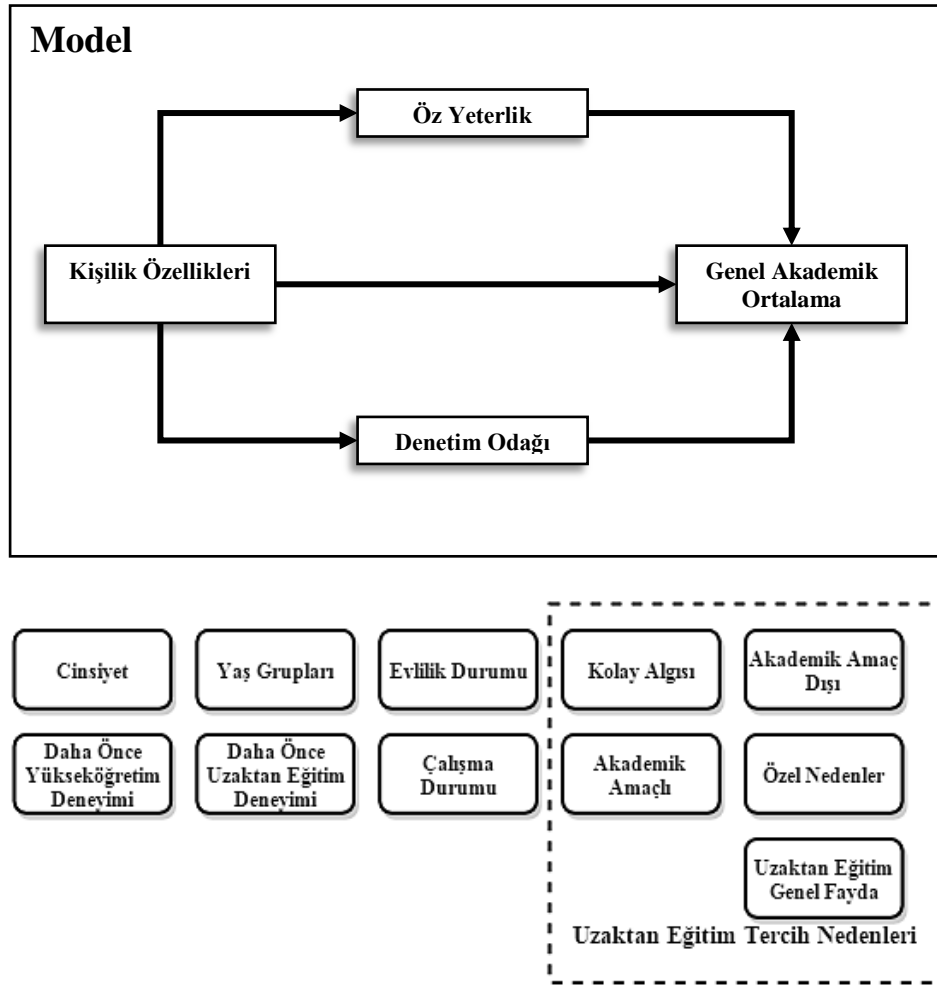 Model
Öz Yeterlik
Kişilik Özellikleri
Genel Akademik
Ortalama
Denetim Odağı
Cinsiyet
Yaş Grupları
Evlilik Durumu
Kolay Algısı
Akademik Amaç
Dışı
Daha Önce
Yükseköğretim
Deneyimi
Daha Önce
Uzaktan Eğitim
Deneyimi
Çalışma
Durumu
Akademik
Amaçlı
Özel Nedenler
Uzaktan Eğitim
Genel Fayda
Uzaktan Eğitim Tercih Nedenleri